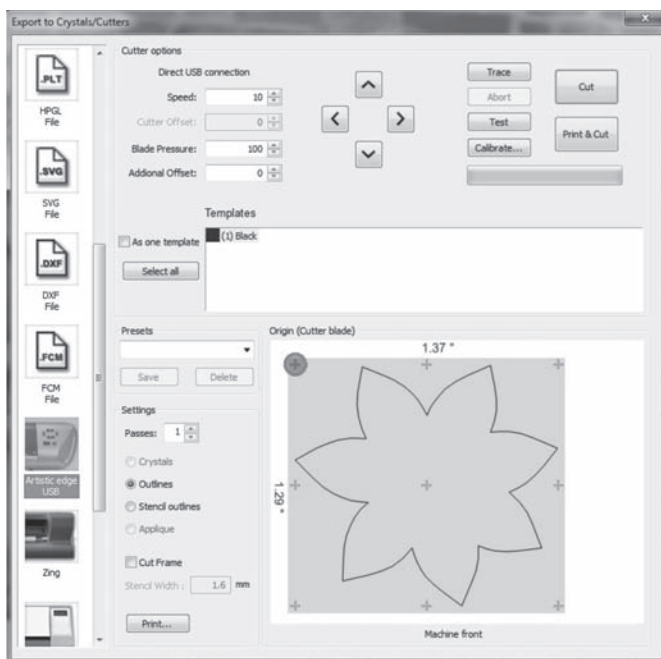 Export to Crystals/Cutters
.PLT
HPGL
File
.SVG
SVG
File
.DXF
DXF
File
.FCM
FCM
File
Artistic edge
USB
Zing
Cutter options
Direct USB connection
Speed: 10
Cutter Offset: 0
Blade Pressure: 100
Addional Offset: 0
Trace
Abort
Test
Calibrate...
Cut
Print & Cut
Templates
As one template
Select all
(1) Black
Presets
Save Delete
Settings
Passes: 1
Crystals
Outlines
Stencil outlines
Applique
Cut Frame
Stencil Width : 1.6 mm
Print...
Origin (Cutter blade)
1.37 "
1.29 "
Machine front